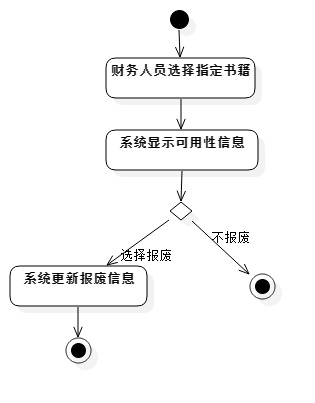 财务人员选择指定书籍
系统显示可用性信息
不报废
选择报废
系统更新报废信息